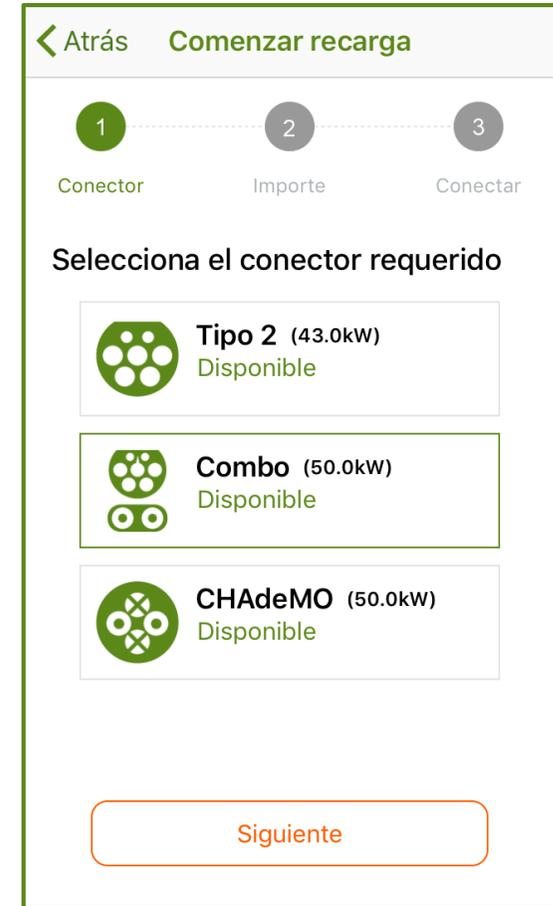 Atrás Comenzar recarga
1 2 3
Conector Importe Conectar
Selecciona el conector requerido
Tipo 2 (43.0kW)
Disponible
Combo (50.0kW)
Disponible
CHAdeMO (50.0kW)
Disponible
Siguiente